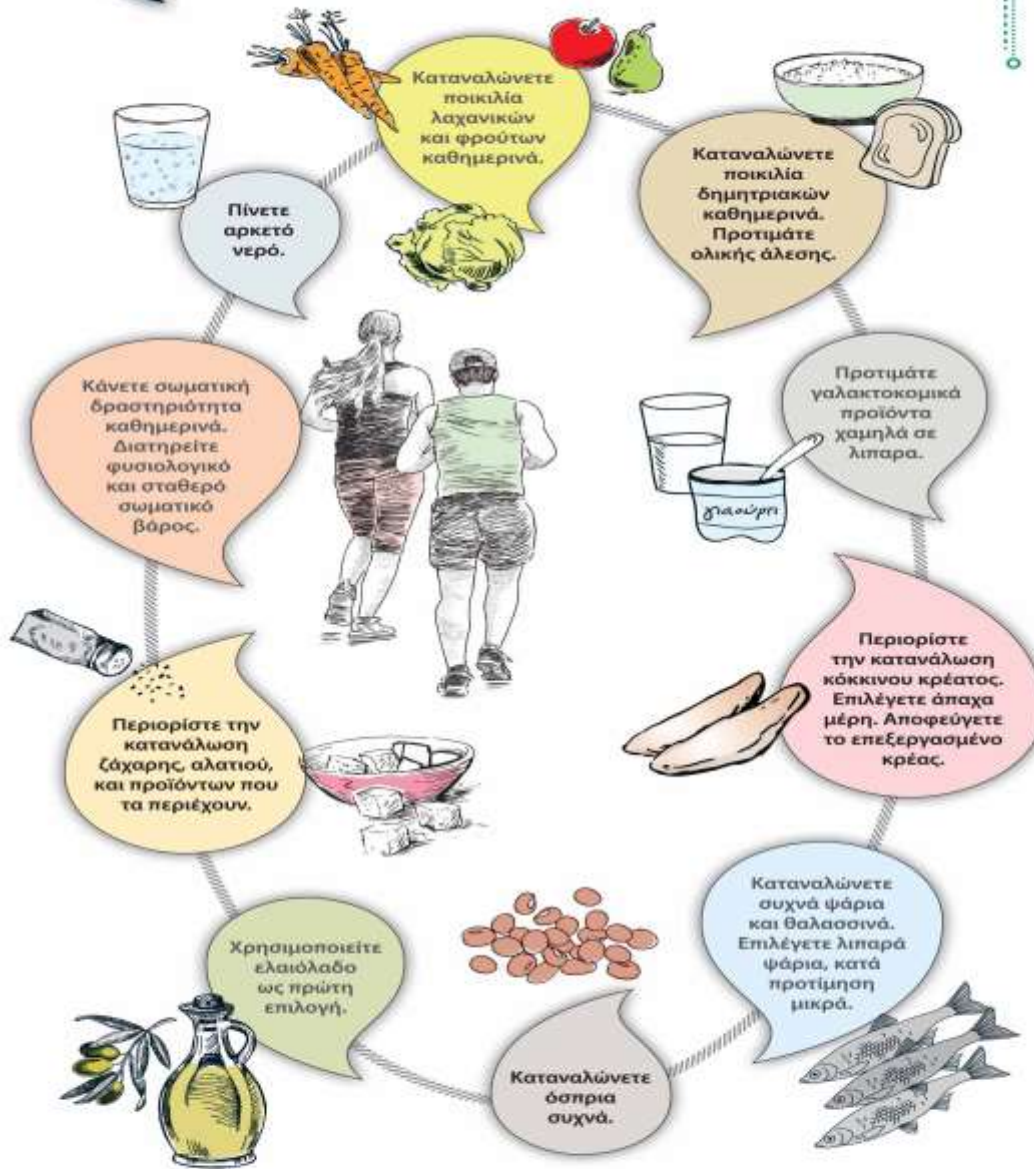 Καταναλώνετε
ποικιλία
λαχανικών
και φρούτων
καθημερινά.
Καταναλώνετε
ποικιλία
δημητριακών
καθημερινά.
Προτιμάτε
ολικής άλεσης.
Προτιμάτε
γαλακτοκομικά
προϊόντα
χαμηλά σε
λιπαρα.
γιαούρτι
Περιορίστε
την κατανάλωση
κόκκινου κρέατος.
Επιλέγετε άπαχα
μέρη. Αποφεύγετε
το επεξεργασμένο
κρέας.
Καταναλώνετε
συχνά ψάρια
και θαλασσινά.
Επιλέγετε λιπαρά
ψάρια, κατά
προτίμηση
μικρά.
Καταναλώνετε
όσπρια
συχνά.
Χρησιμοποιείτε
ελαιόλαδο
ως πρώτη
επιλογή.
Περιορίστε την
κατανάλωση
ζάχαρης, αλατιού,
και προϊόντων που
τα περιέχουν.
Κάνετε σωματική
δραστηριότητα
καθημερινά.
Διατηρείτε
φυσιολογικό
και σταθερό
σωματικό
βάρος.
Πίνετε
αρκετό
νερό.